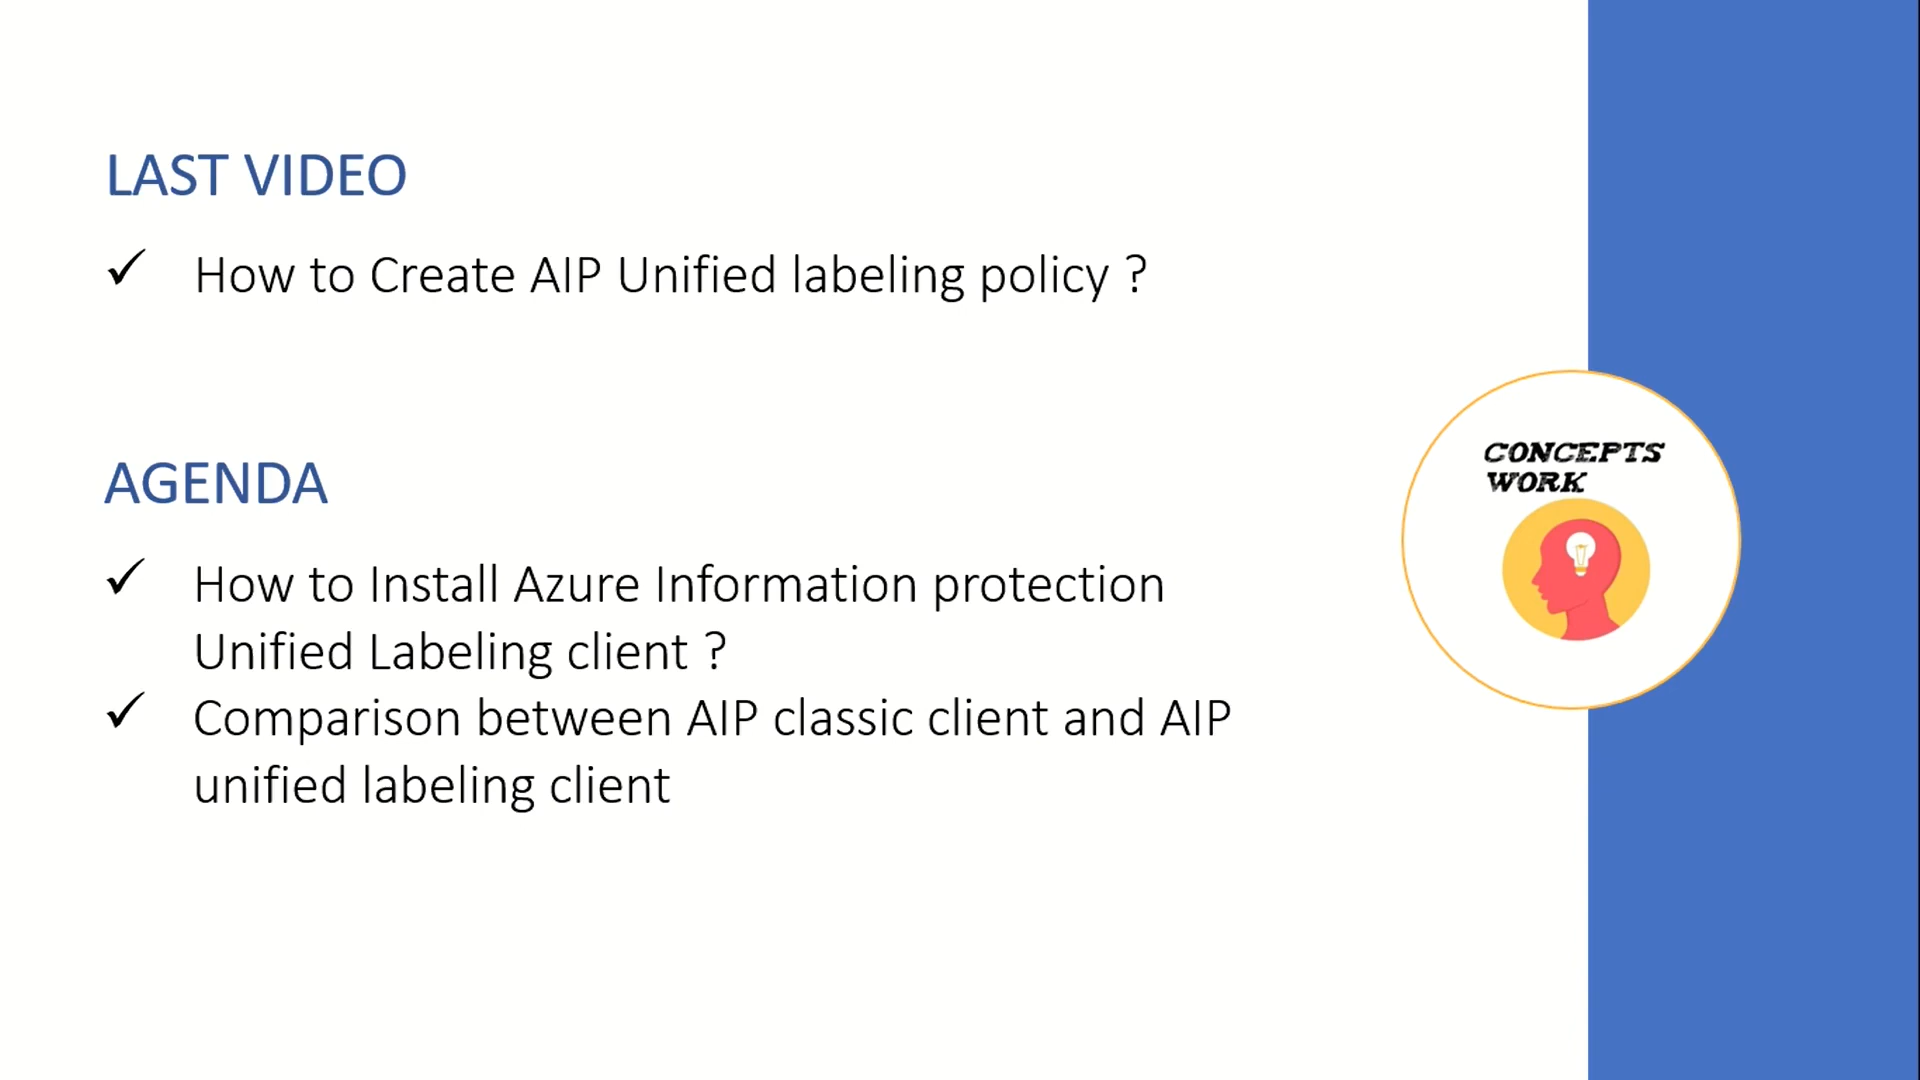 LAST VIDEO
✓ How to Create AIP Unified labeling policy ?
AGENDA
✓ How to Install Azure Information protection
Unified Labeling client ?
✓ Comparison between AIP classic client and AIP
unified labeling client
CONCEPTS
WORK